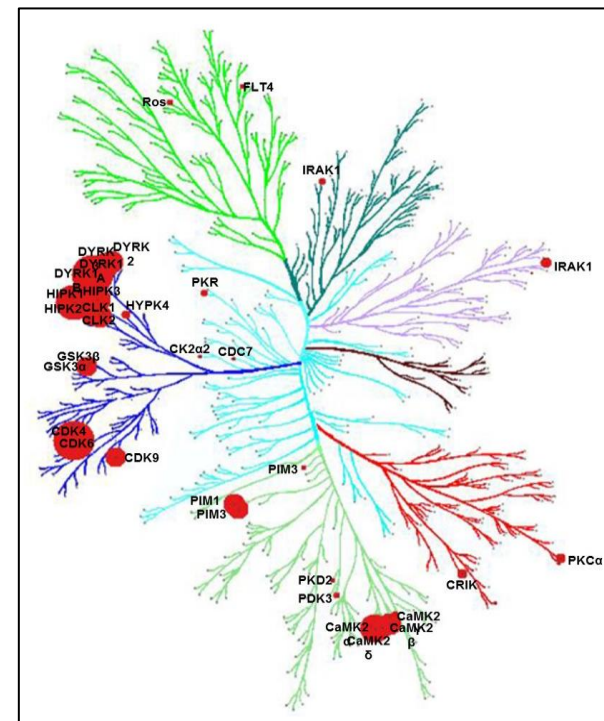 FLT4
Ros
IRAK1
DYRK
DYRK
2
DYRK1
A
DYRK1
B
IRAK1
PKR
HIPK1
HIPK3
HIPK2
CLK1
CLK2
HYPK4
CK2α2
CDC7
GSK3β
GSK3α
CDK4
CDK6
CDK9
PIM3
PIM1
PIM3
PKCα
PKD2
CRIK
PDK3
CaMK2
γ
CaMK2
α
CaMK2
β
CaMK2
δ